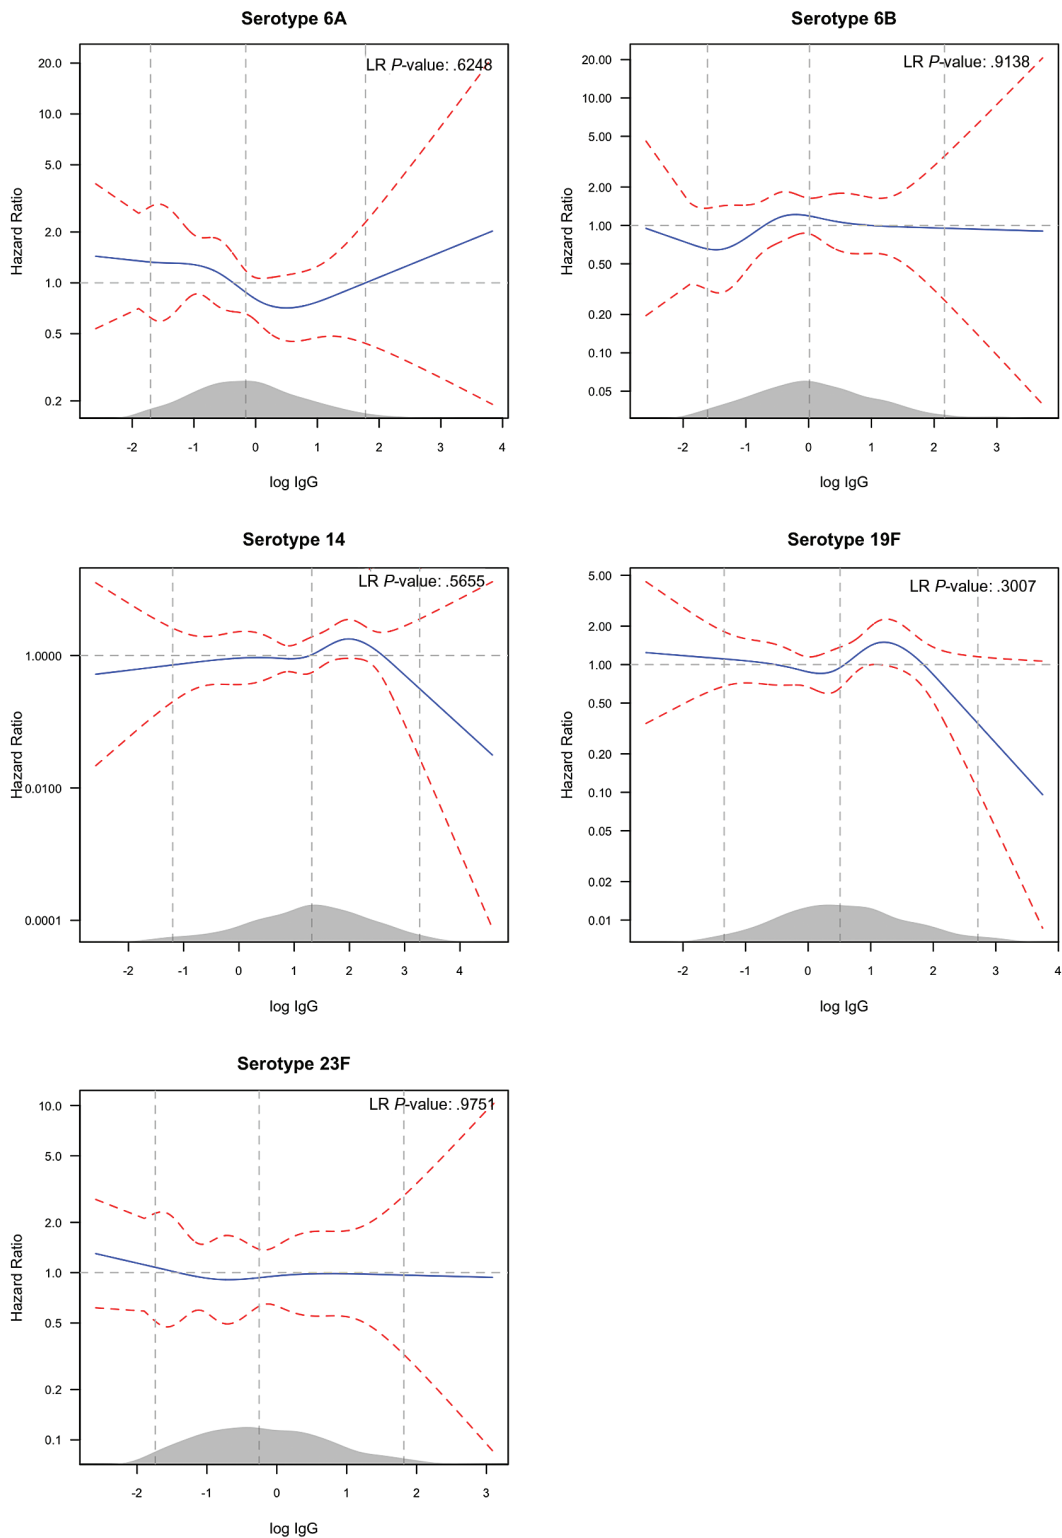 Serotype 6A
LR P-value: .6248
20.0
10.0
5.0
2.0
1.0
0.5
0.2
Hazard Ratio
-2 -1 0 1 2 3 4
log IgG
Serotype 6B
LR P-value: .9138
20.00
10.00
5.00
2.00
1.00
0.50
0.20
0.10
0.05
Hazard Ratio
-2 -1 0 1 2 3
log IgG
Serotype 14
LR P-value: .5655
1.0000
0.0100
0.0001
Hazard Ratio
-2 -1 0 1 2 3 4
log IgG
Serotype 19F
LR P-value: .3007
5.00
2.00
1.00
0.50
0.20
0.10
0.05
0.02
0.01
Hazard Ratio
-2 -1 0 1 2 3 4
log IgG
Serotype 23F
LR P-value: .9751
10.0
5.0
2.0
1.0
0.5
0.2
0.1
Hazard Ratio
-2 -1 0 1 2 3
log IgG